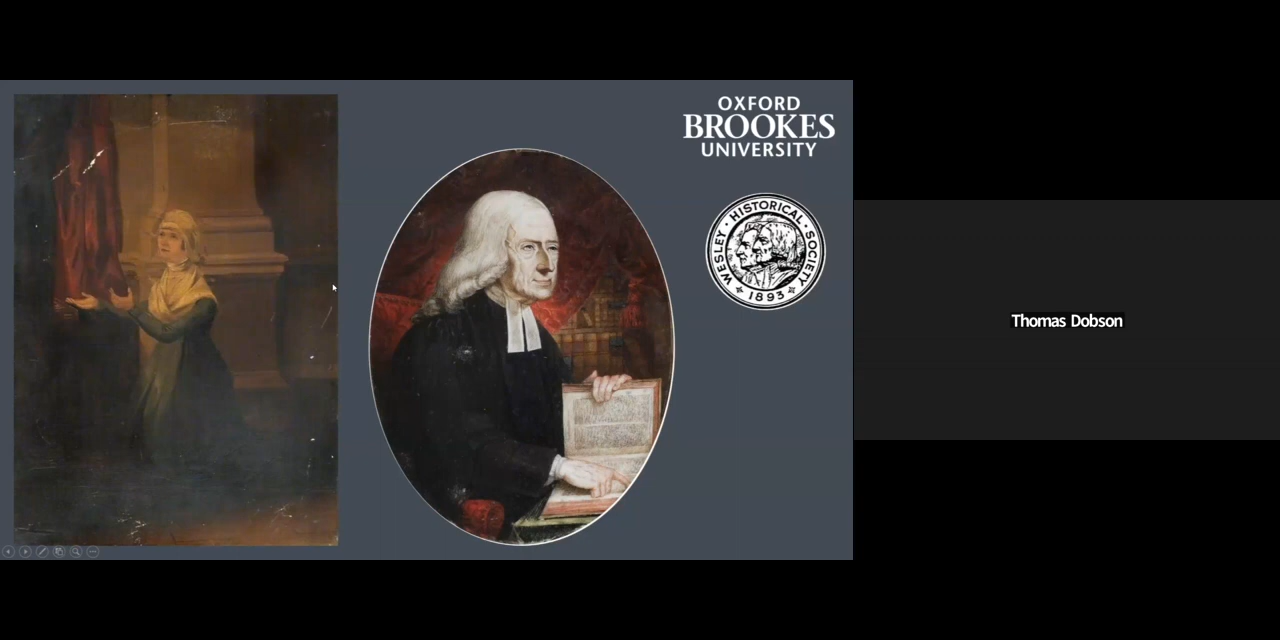 OXFORD
BROOKES
UNIVERSITY
WESLEY · HISTORICAL · SOCIETY
1893
Thomas Dobson